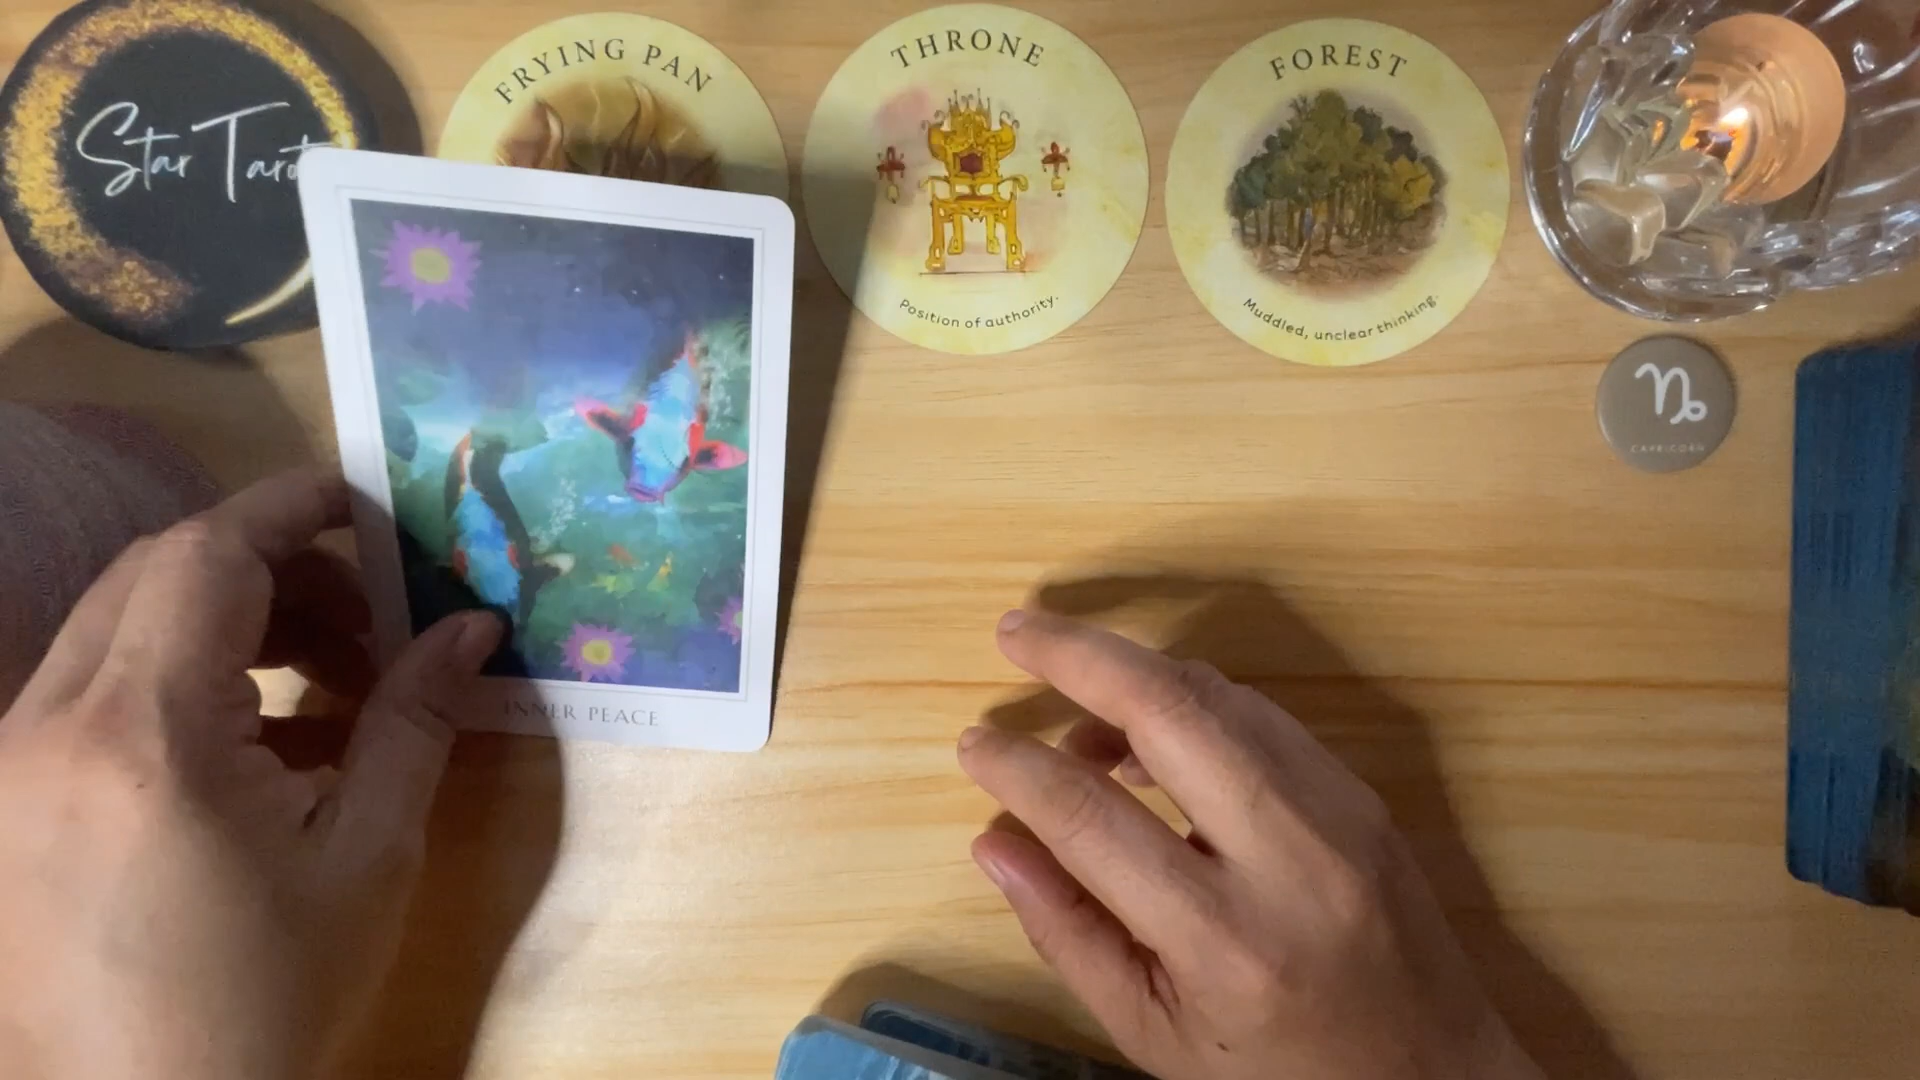 Star Tarot
FRYING PAN
THRONE
Position of authority.
FOREST
Muddled, unclear thinking.
CAPRICORN
INNER PEACE